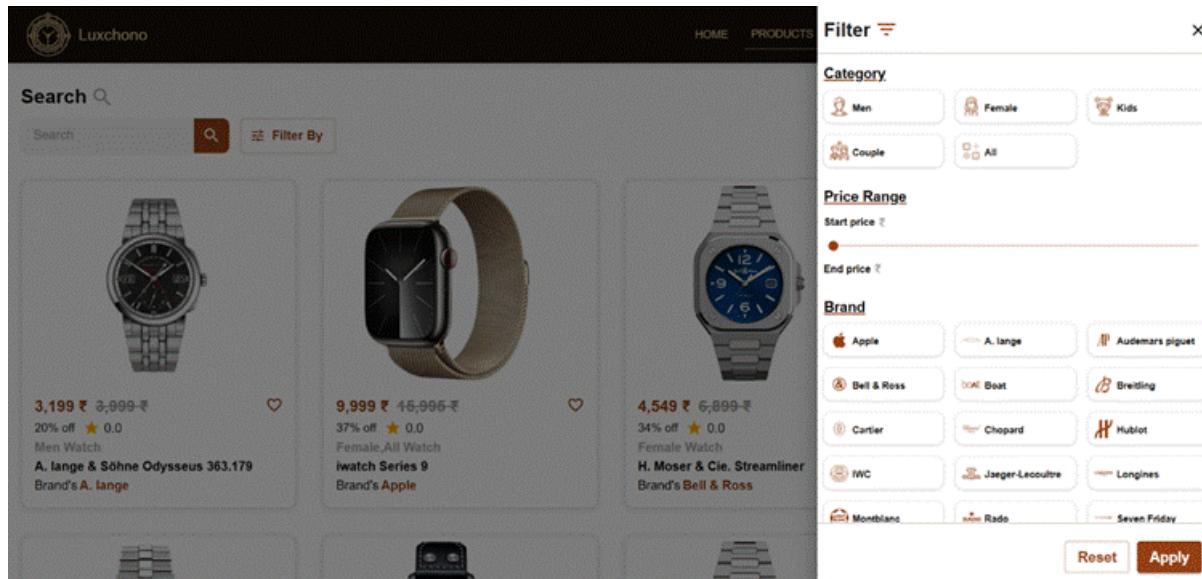 Luxchono
HOME PRODUCTS
Search
Search
Filter By
3,199 ₹ 3,999 ₹
20% off 0.0
Men Watch
A. lange & Söhne Odysseus 363.179
Brand's A. lange
9,999 ₹ 15,995 ₹
37% off 0.0
Female,All Watch
iwatch Series 9
Brand's Apple
4,549 ₹ 6,899 ₹
34% off 0.0
Female Watch
H. Moser & Cie. Streamliner
Brand's Bell & Ross
Filter
Category
Men Female Kids
Couple All
Price Range
Start price ₹
End price ₹
Brand
Apple A. lange Audemars piguet
Bell & Ross Boat Breitling
Cartier Chopard Hublot
IWC Jaeger-Lecoultre Longines
Montblanc Rado Seven Friday
Reset Apply